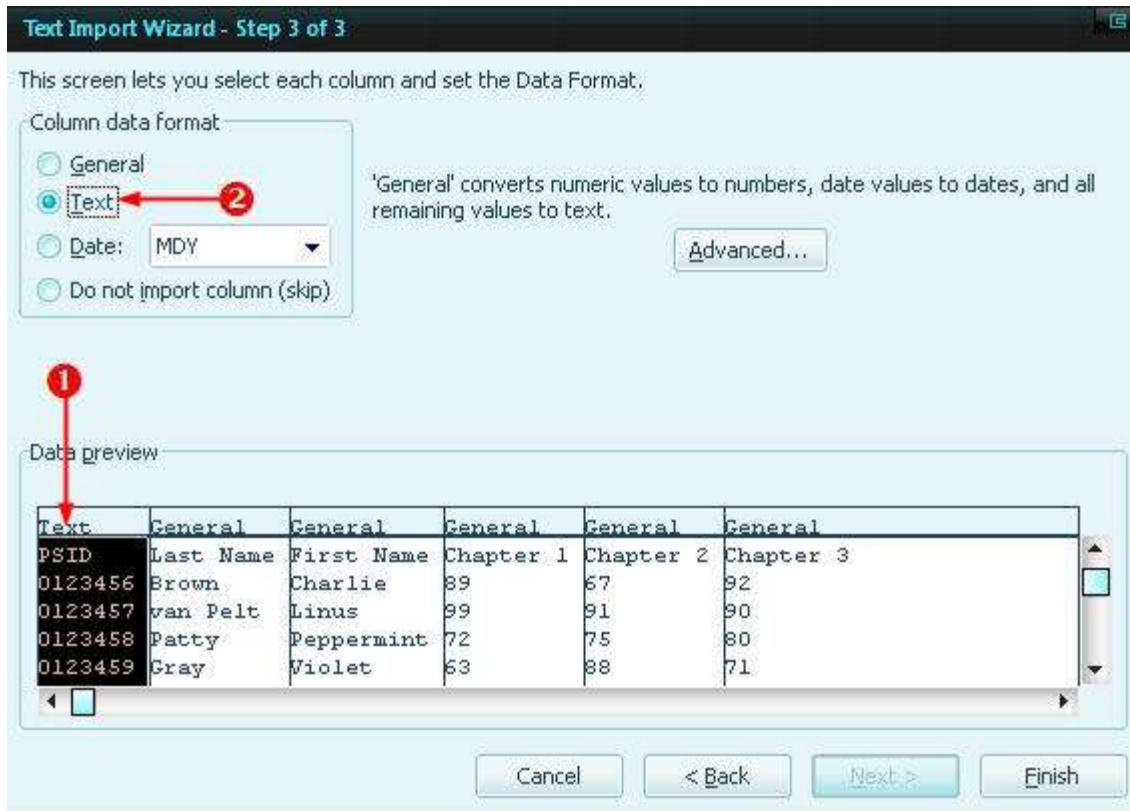 Text Import Wizard - Step 3 of 3
This screen lets you select each column and set the Data Format.
Column data format
General
Text
2
Date: MDY
Do not import column (skip)
'General' converts numeric values to numbers, date values to dates, and all
remaining values to text.
Advanced...
1
Data preview
Text General General General General General
PSID Last Name First Name Chapter 1 Chapter 2 Chapter 3
0123456 Brown Charlie 89 67 92
0123457 van Pelt Linus 99 91 90
0123458 Patty Peppermint 72 75 80
0123459 Gray Violet 63 88 71
Cancel < Back Next > Finish